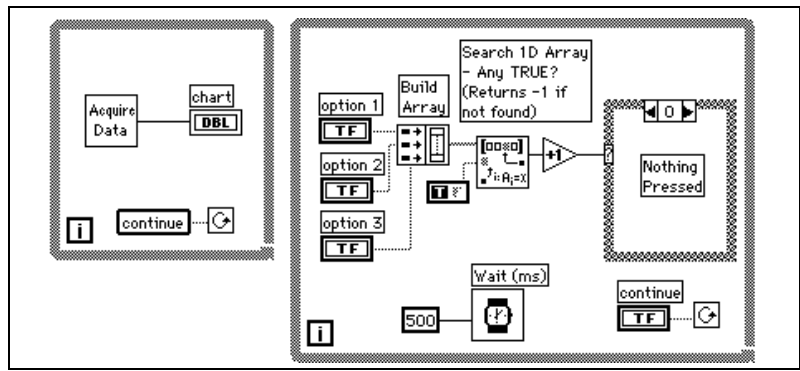 Acquire
Data
chart
DBL
continue
i
Search 1D Array
- Any TRUE?
(Returns -1 if
not found)
Build
Array
option 1
TF
option 2
TF
option 3
TF
T
+1
?
0
Nothing
Pressed
Wait (ms)
500
continue
TF
i